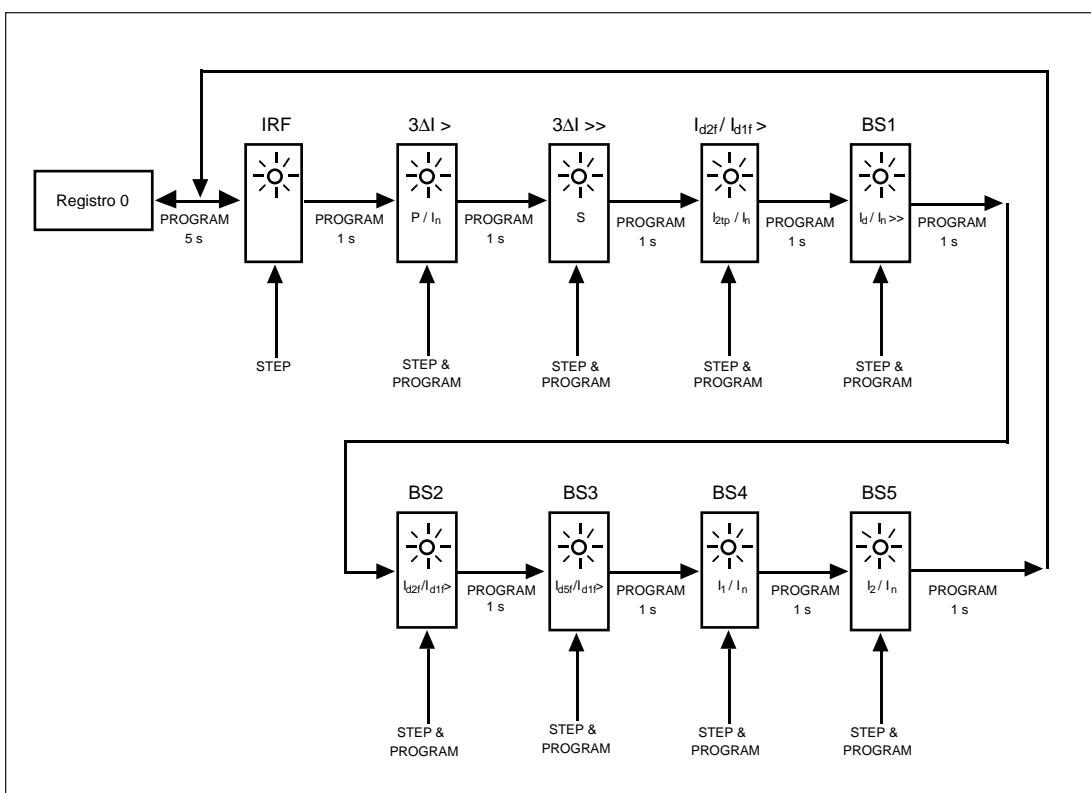 IRF
3ΔI >
3ΔI >>
Id2f / Id1f >
BS1
Registro 0
PROGRAM
5 s
PROGRAM
1 s
P / In
PROGRAM
1 s
S
PROGRAM
1 s
I2tp / In
PROGRAM
1 s
Id / In >>
PROGRAM
1 s
STEP
STEP &
PROGRAM
STEP &
PROGRAM
STEP &
PROGRAM
STEP &
PROGRAM
BS2
BS3
BS4
BS5
Id2f/Id1f>
PROGRAM
1 s
Id5f/Id1f>
PROGRAM
1 s
I1 / In
PROGRAM
1 s
I2 / In
PROGRAM
1 s
STEP &
PROGRAM
STEP &
PROGRAM
STEP &
PROGRAM
STEP &
PROGRAM